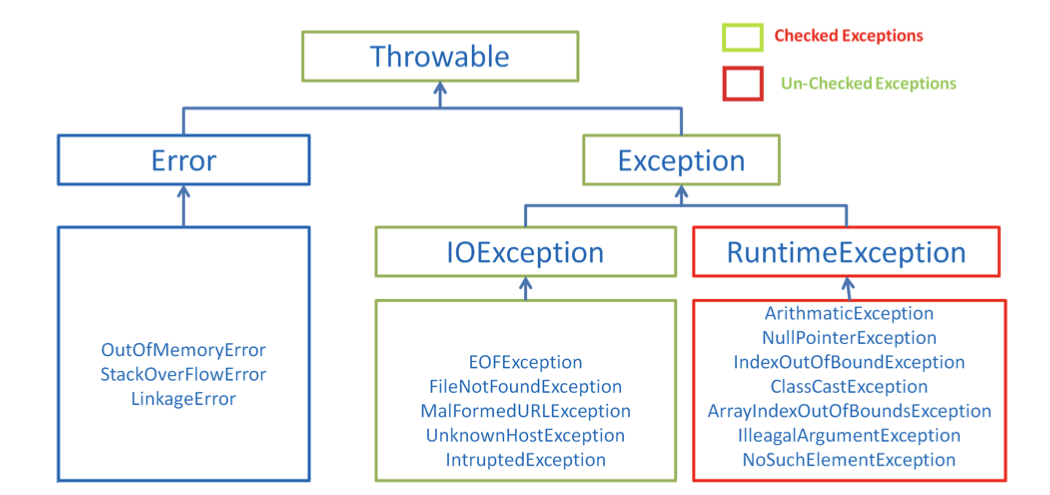 Throwable
Checked Exceptions
Un-Checked Exceptions
Error
Exception
OutOfMemoryError
StackOverFlowError
LinkageError
IOException
EOFException
FileNotFoundException
MalFormedURLException
UnknownHostException
IntruptedException
RuntimeException
ArithmaticException
NullPointerException
IndexOutOfBoundException
ClassCastException
ArrayIndexOutOfBoundsException
IlleagalArgumentException
NoSuchElementException